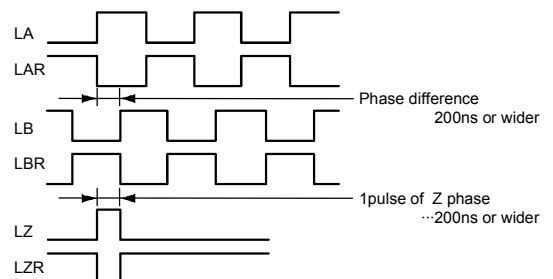 LA
LAR
Phase difference
200ns or wider
LB
LBR
1pulse of Z phase
···200ns or wider
LZ
LZR